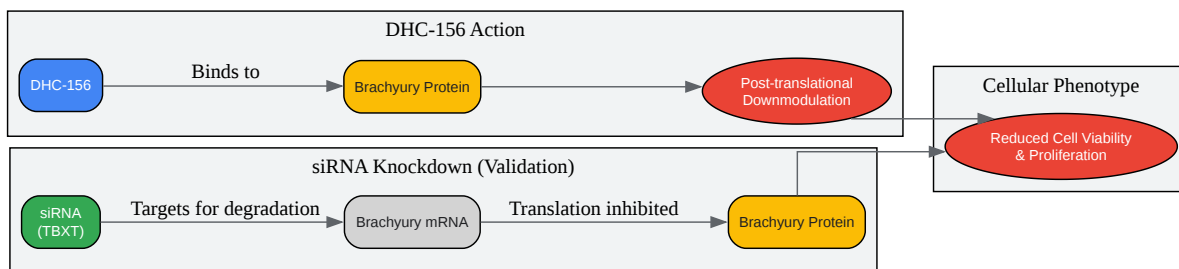 DHC-156 Action
DHC-156
Binds to
Brachyury Protein
Post-translational
Downmodulation
Cellular Phenotype
Reduced Cell Viability
& Proliferation
siRNA Knockdown (Validation)
siRNA
(TBXT)
Targets for degradation
Brachyury mRNA
Translation inhibited
Brachyury Protein